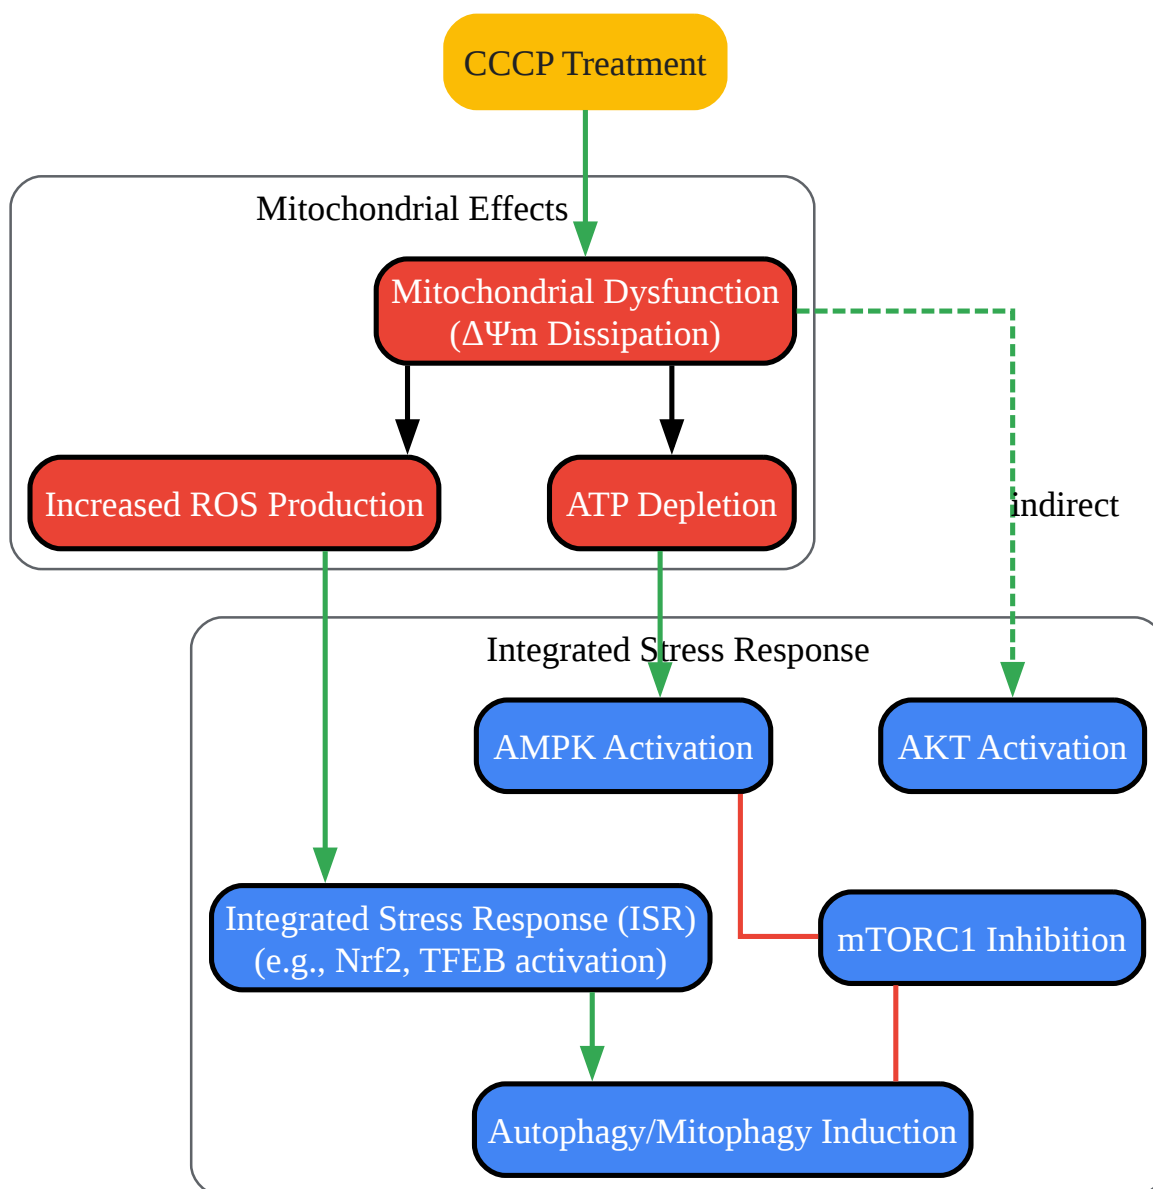 CCCP Treatment
Mitochondrial Effects
Mitochondrial Dysfunction
(ΔΨm Dissipation)
Increased ROS Production
ATP Depletion
indirect
Integrated Stress Response
AMPK Activation
AKT Activation
Integrated Stress Response (ISR)
(e.g., Nrf2, TFEB activation)
mTORC1 Inhibition
Autophagy/Mitophagy Induction